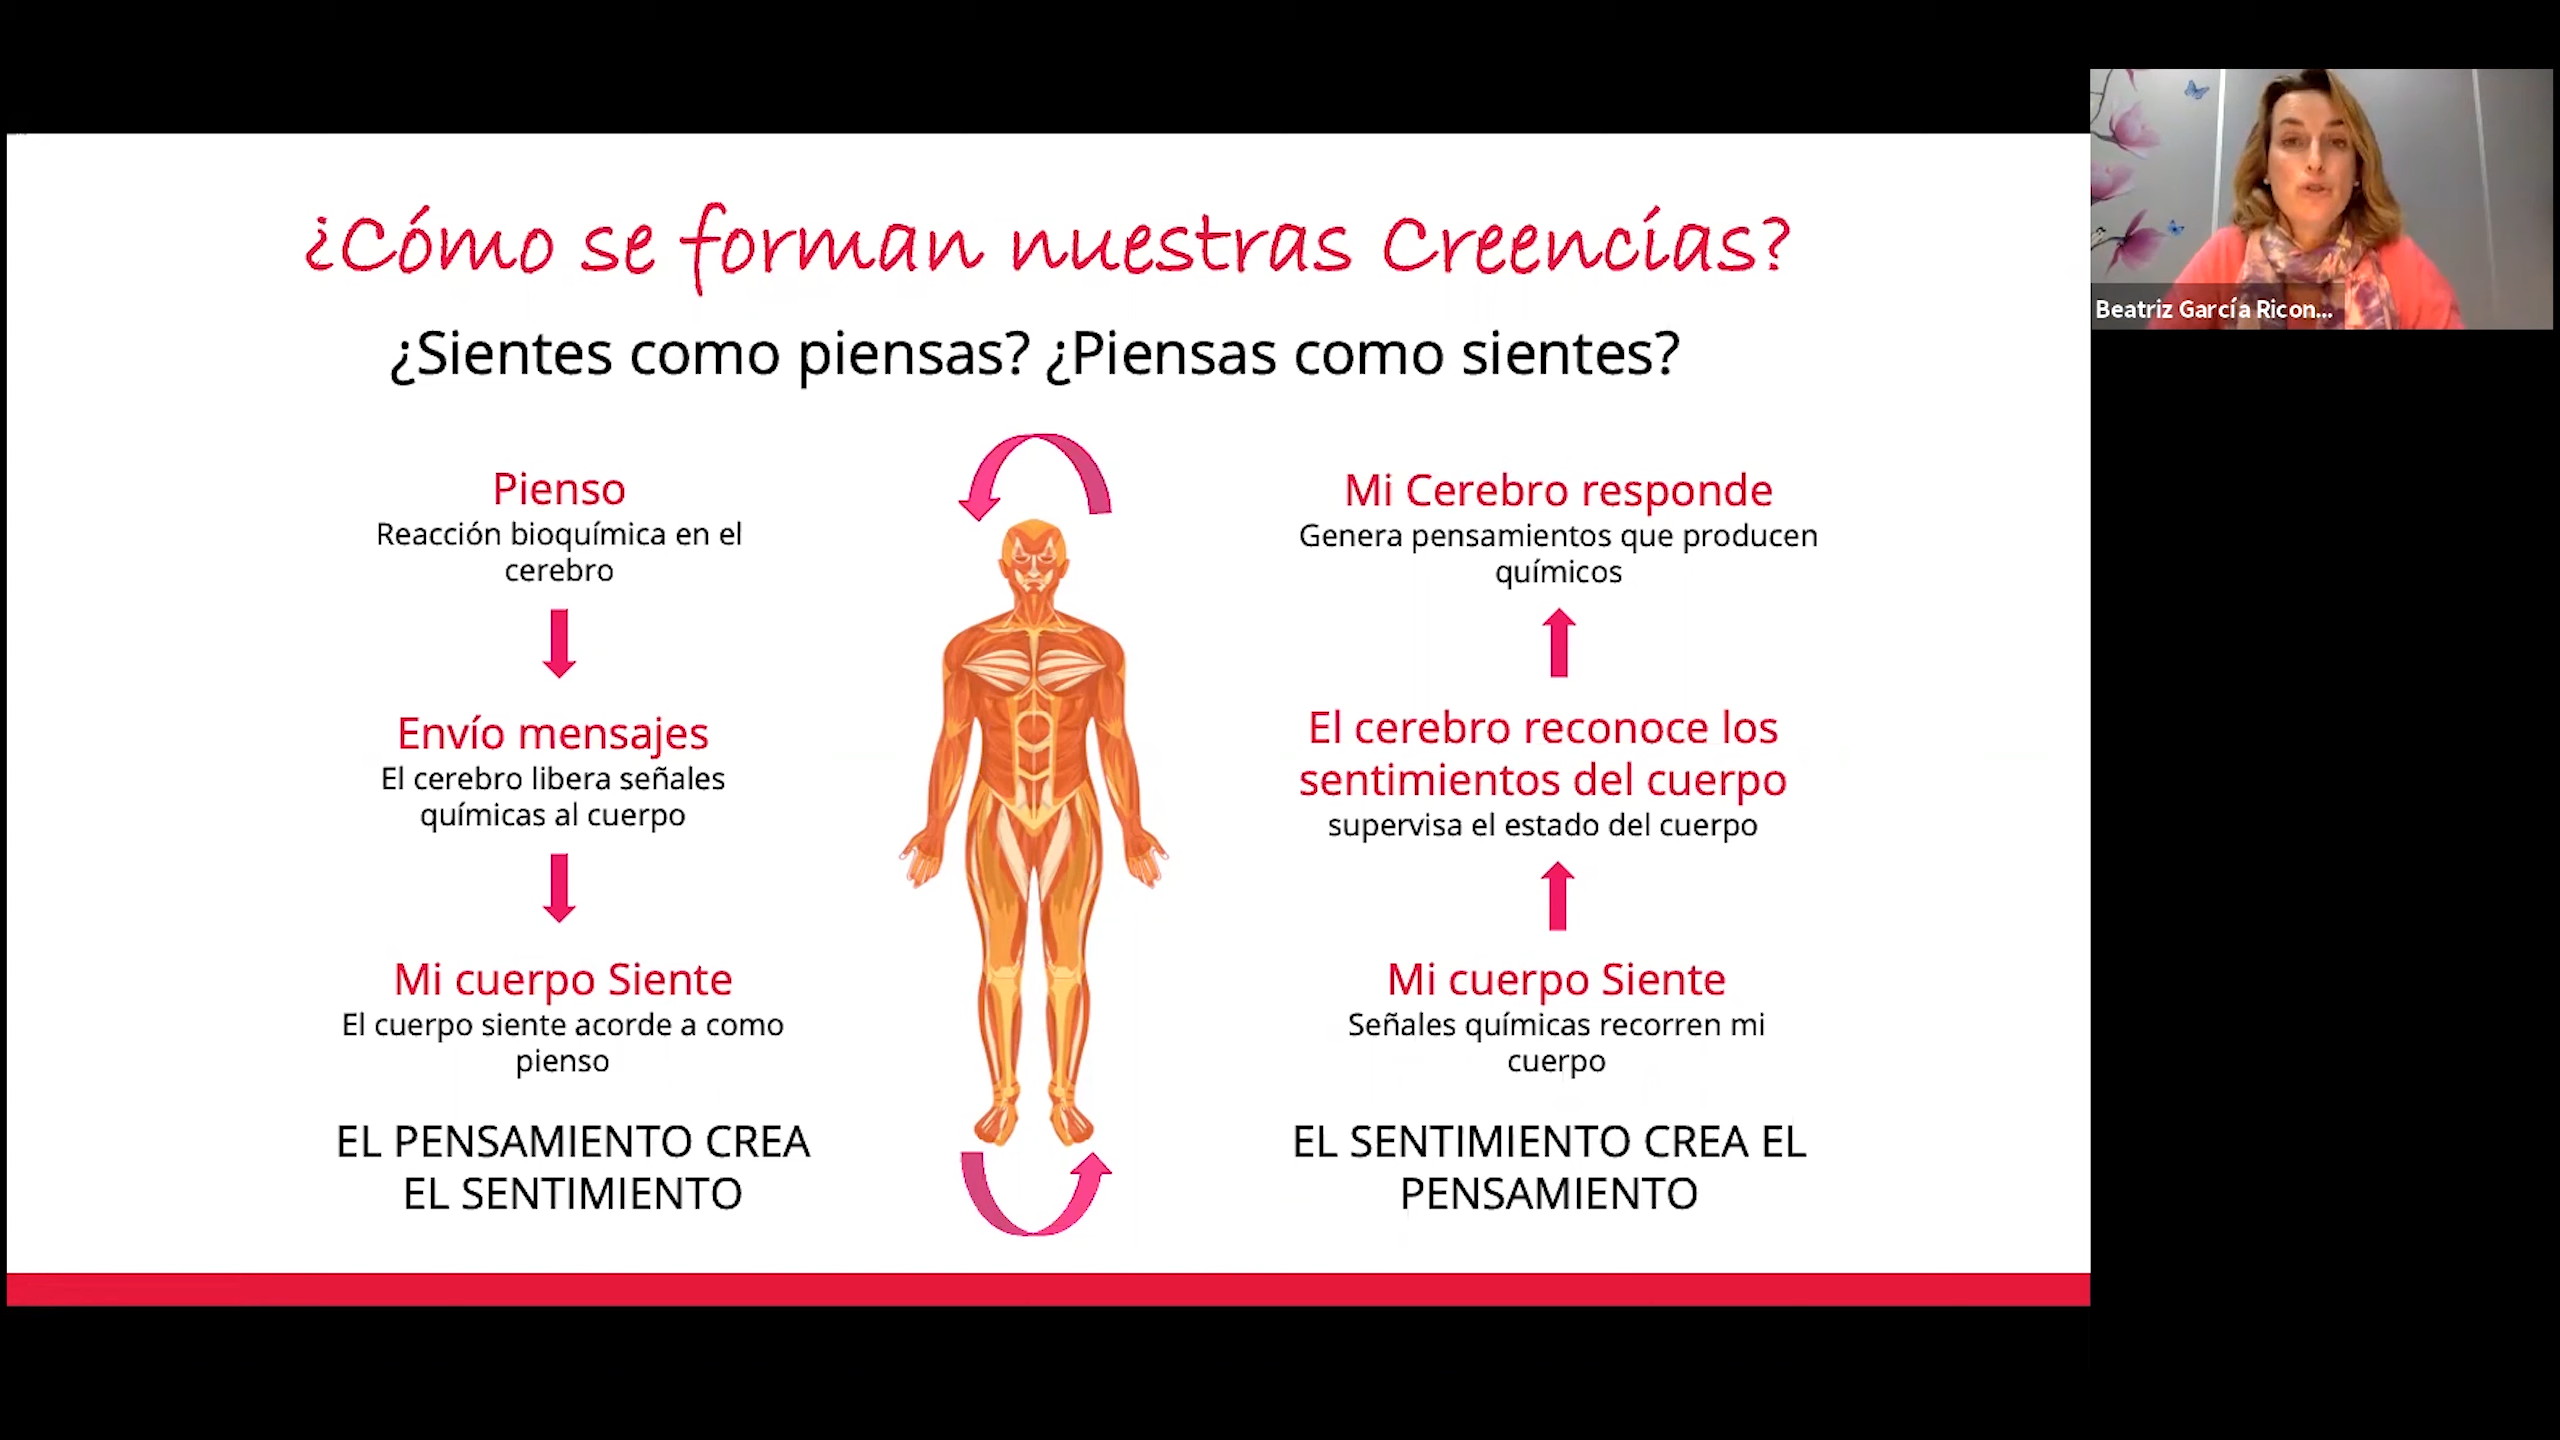 ¿Cómo se forman nuestras Creencias?
¿Sientes como piensas? ¿Piensas como sientes?
Pienso
Reacción bioquímica en el
cerebro
Envío mensajes
El cerebro libera señales
químicas al cuerpo
Mi cuerpo Siente
El cuerpo siente acorde a como
pienso
EL PENSAMIENTO CREA
EL SENTIMIENTO
Mi Cerebro responde
Genera pensamientos que producen
químicos
El cerebro reconoce los
sentimientos del cuerpo
supervisa el estado del cuerpo
Mi cuerpo Siente
Señales químicas recorren mi
cuerpo
EL SENTIMIENTO CREA EL
PENSAMIENTO
Beatriz García Ricon...